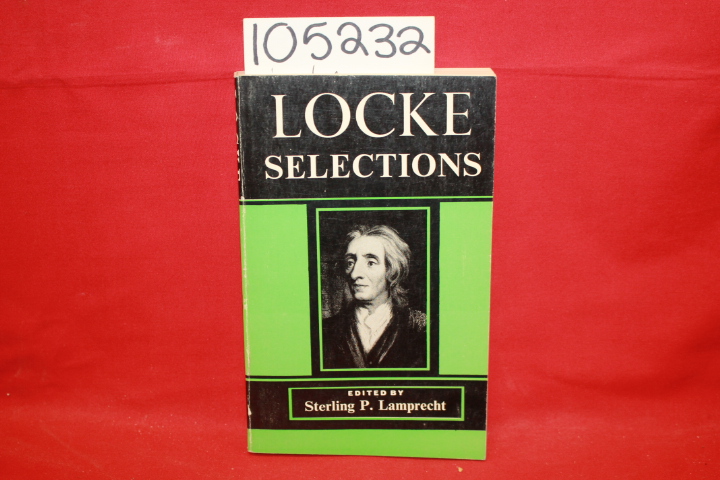 105232
LOCKE
SELECTIONS
EDITED BY
Sterling P. Lamprecht